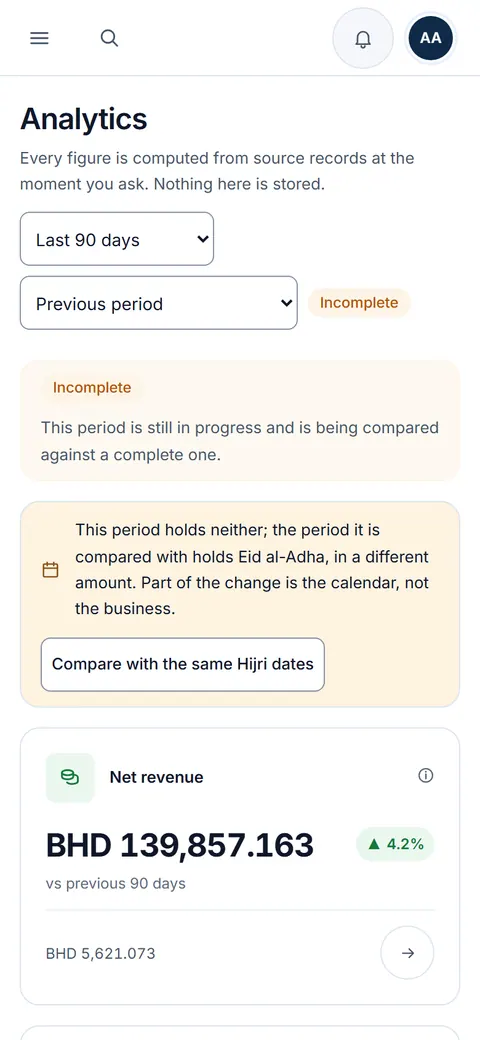 AA
Analytics
Every figure is computed from source records at the
moment you ask. Nothing here is stored.
Last 90 days
Previous period
Incomplete
Incomplete
This period is still in progress and is being compared
against a complete one.
This period holds neither; the period it is
compared with holds Eid al-Adha, in a different
amount. Part of the change is the calendar, not
the business.
Compare with the same Hijri dates
Net revenue
BHD 139,857.163
▲ 4.2%
vs previous 90 days
BHD 5,621.073